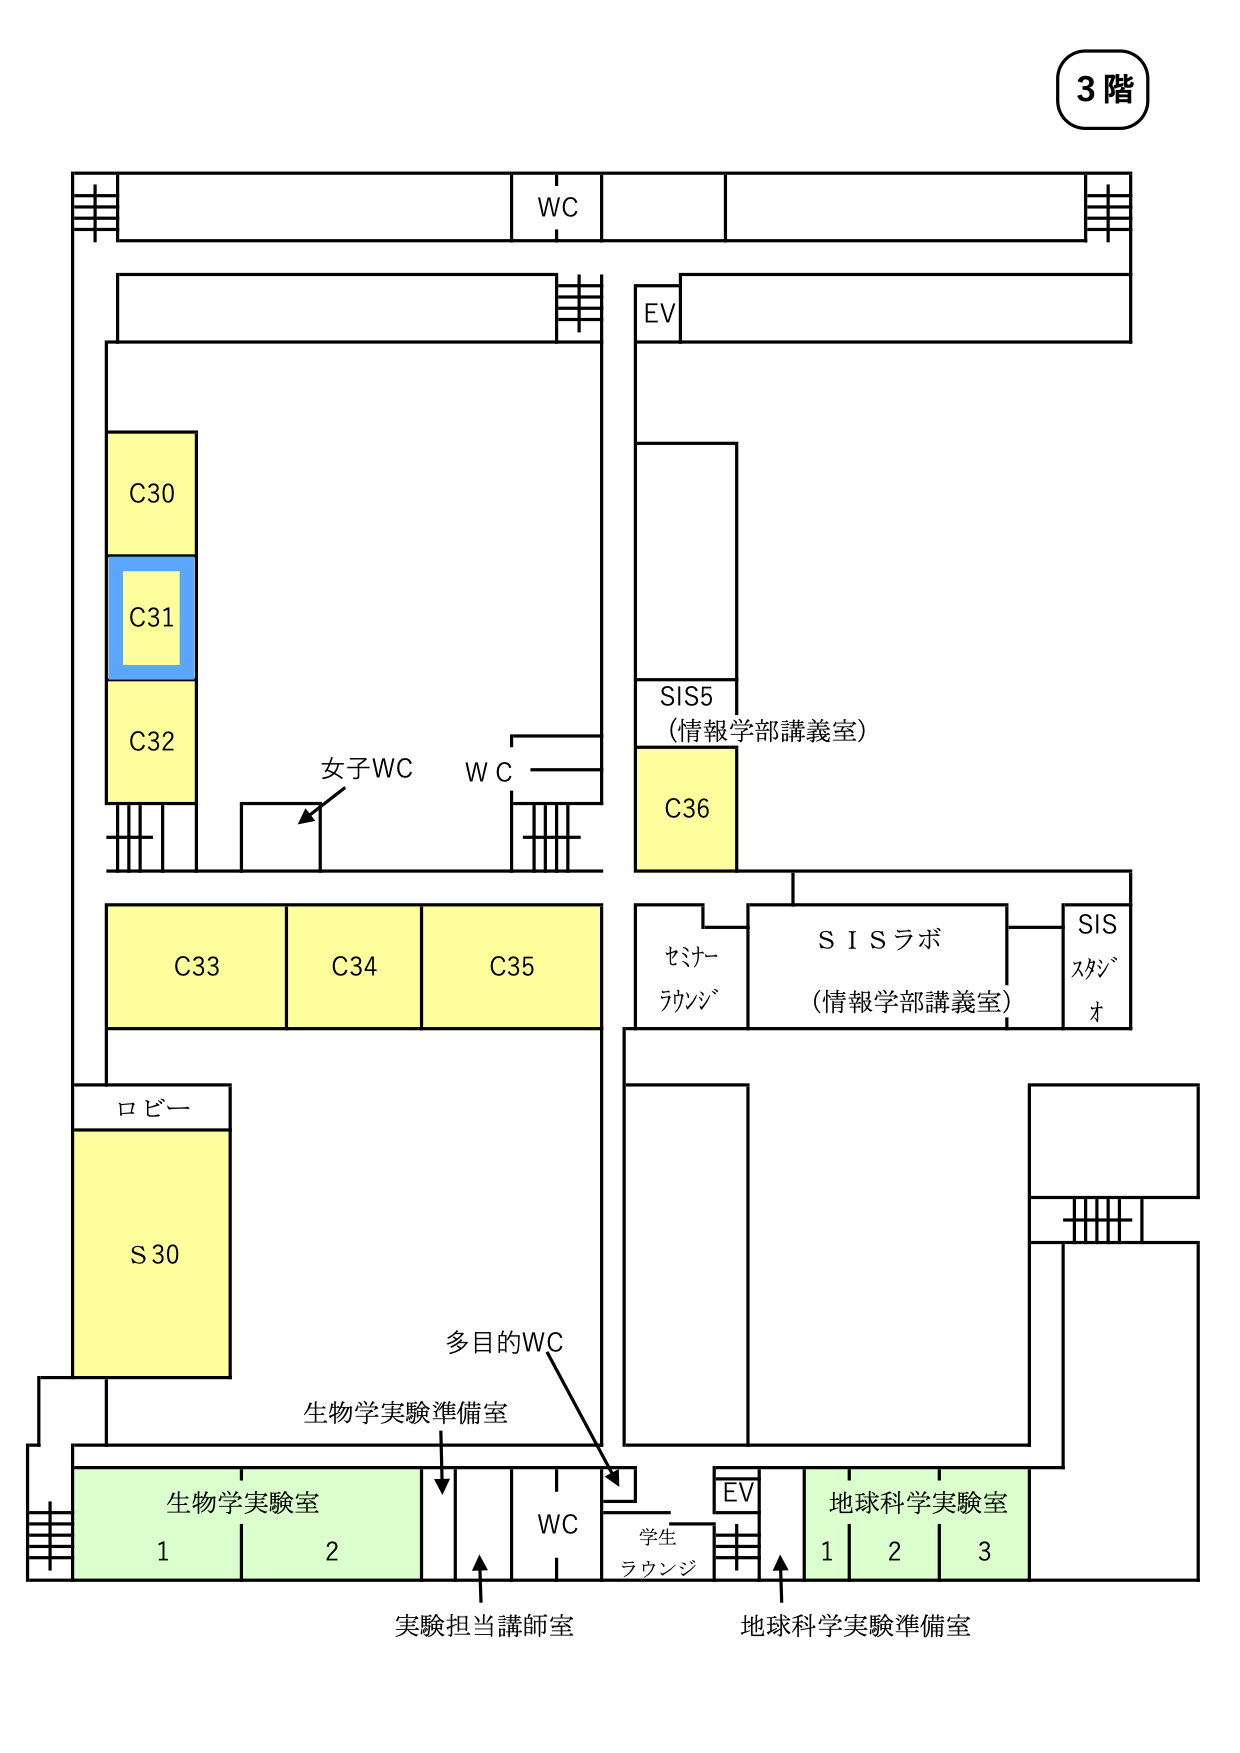 3階
WC
EV
C30
C31
C32
SIS5
（情報学部講義室）
女子WC
ＷＣ
C36
C33
C34
C35
ｾﾐﾅｰ
ﾗｳﾝｼﾞ
ＳＩＳラボ
（情報学部講義室）
SIS
ｽﾀｼﾞ
ｵ
ロビー
Ｓ30
多目的WC
生物学実験準備室
生物学実験室
1
2
WC
学生
ラウンジ
EV
地球科学実験室
1
2
3
実験担当講師室
地球科学実験準備室